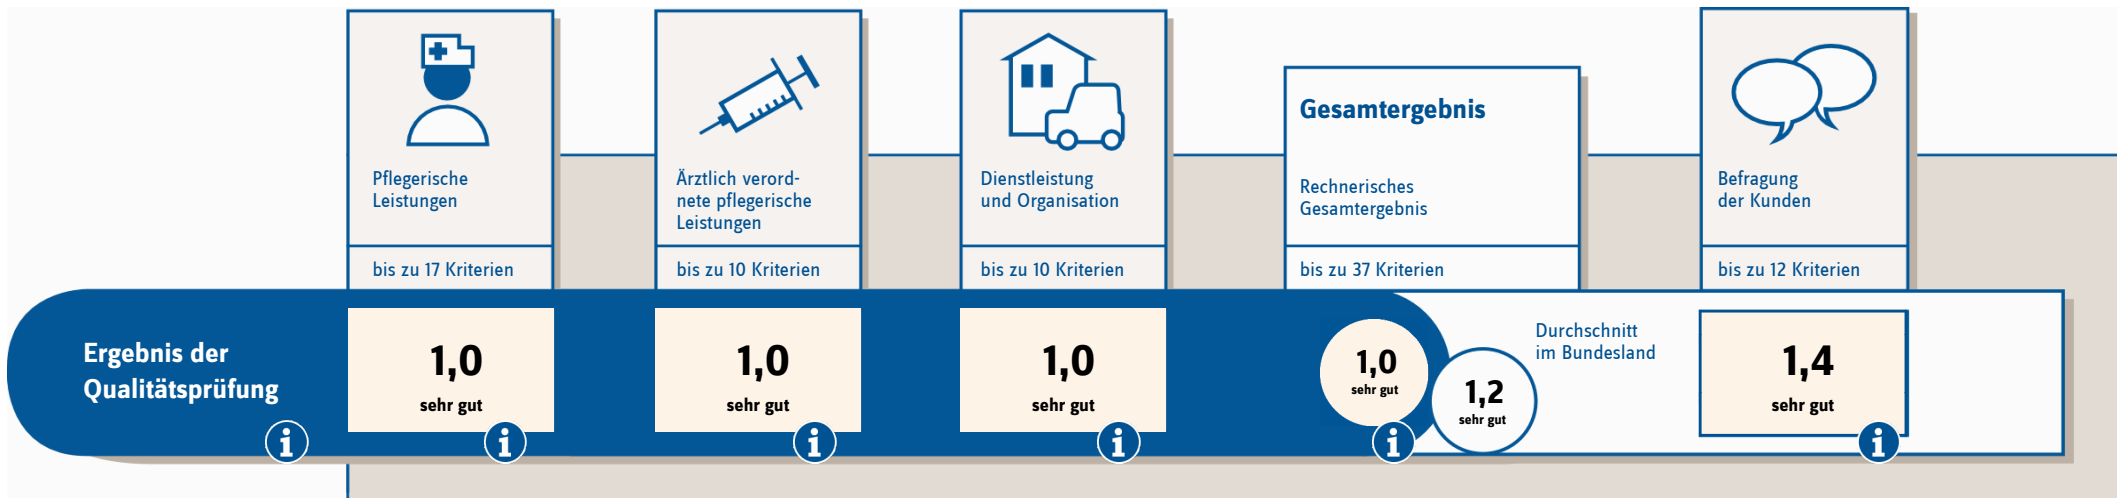 Pflegerische
Leistungen
bis zu 17 Kriterien
Ärztlich verord-
nete pflegerische
Leistungen
bis zu 10 Kriterien
Dienstleistung
und Organisation
bis zu 10 Kriterien
Gesamtergebnis
Rechnerisches
Gesamtergebnis
bis zu 37 Kriterien
Befragung
der Kunden
bis zu 12 Kriterien
Ergebnis der
Qualitätsprüfung
i
1,0
sehr gut
i
1,0
sehr gut
i
1,0
sehr gut
i
1,0
sehr gut
i
1,2
sehr gut
Durchschnitt
im Bundesland
1,4
sehr gut
i